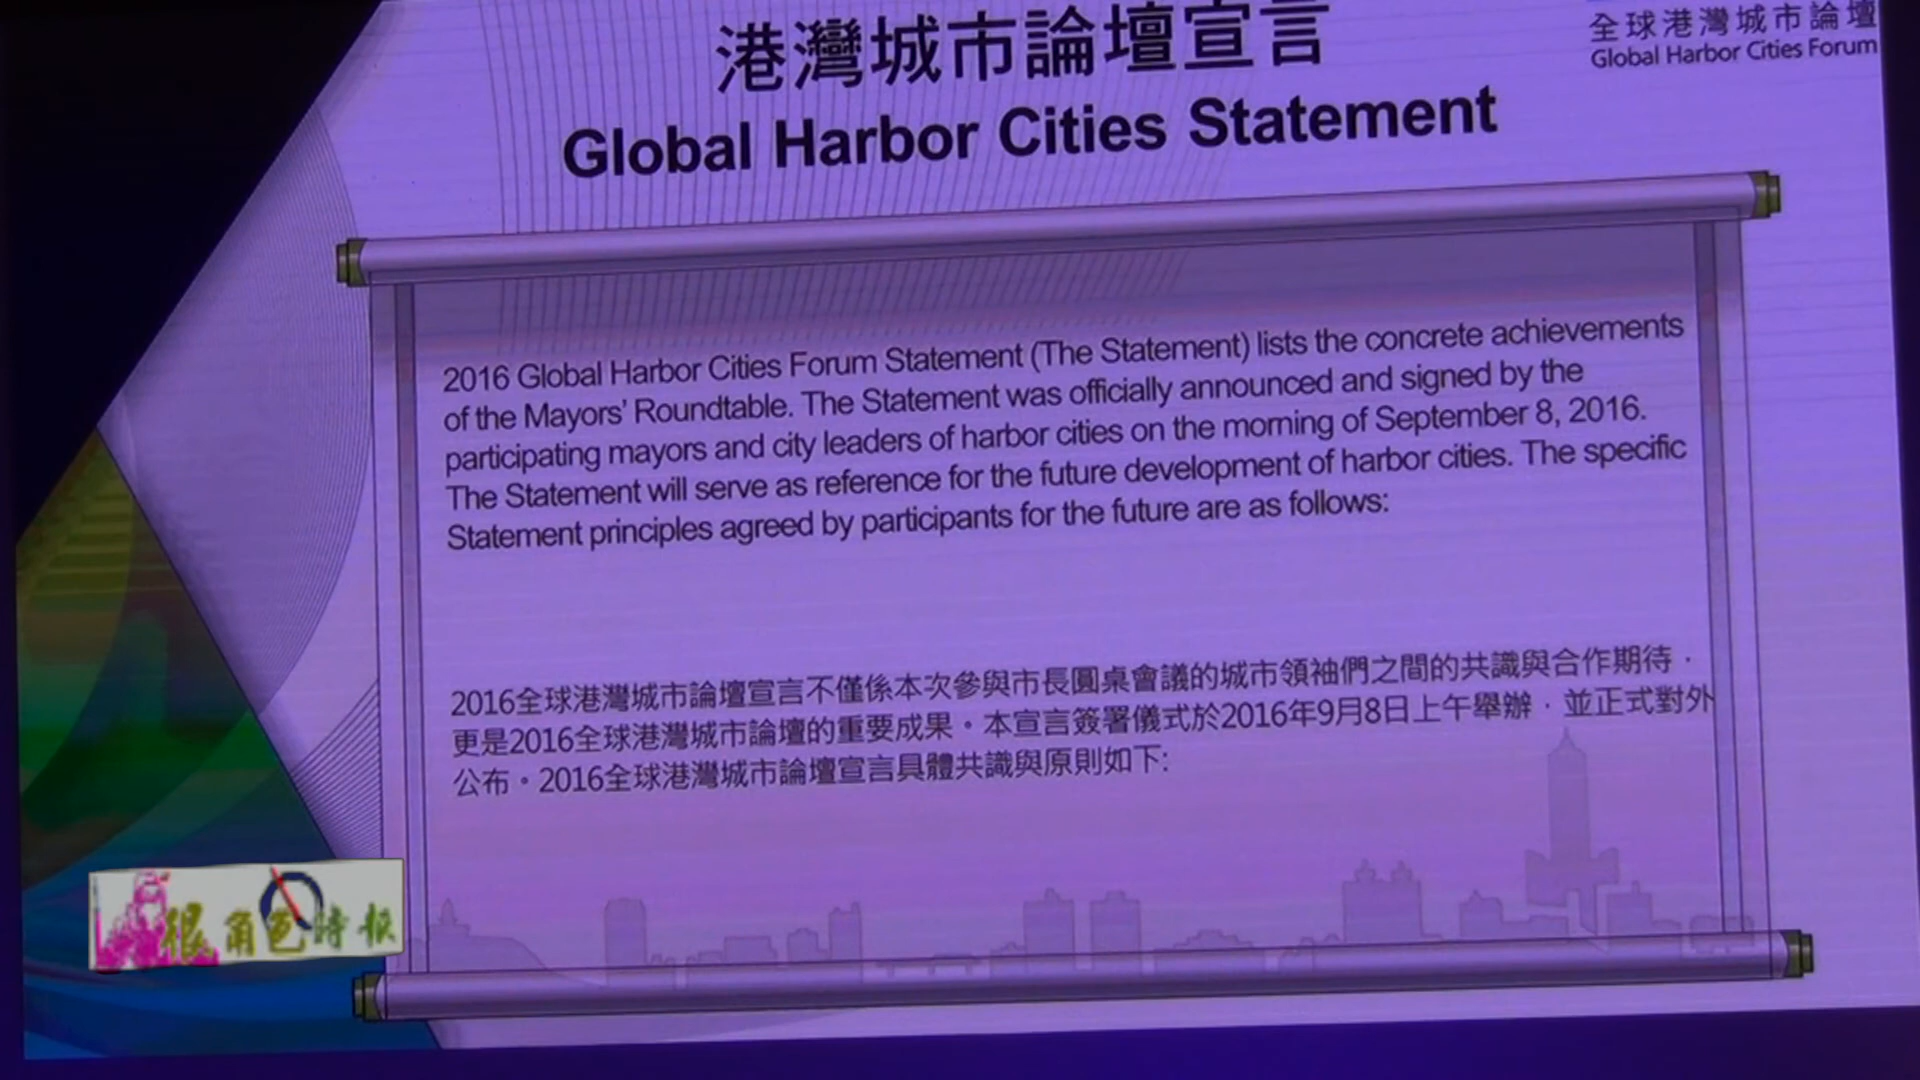 港灣城市論壇宣言
全球港灣城市論壇
Global Harbor Cities Forum
Global Harbor Cities Statement
2016 Global Harbor Cities Forum Statement (The Statement) lists the concrete achievements
of the Mayors' Roundtable. The Statement was officially announced and signed by the
participating mayors and city leaders of harbor cities on the morning of September 8, 2016.
The Statement will serve as reference for the future development of harbor cities. The specific
Statement principles agreed by participants for the future are as follows:
2016全球港灣城市論壇宣言不僅係本次參與市長圓桌會議的城市領袖們之間的共識與合作期待，
更是2016全球港灣城市論壇的重要成果。本宣言簽署儀式於2016年9月8日上午舉辦，並正式對外
公布。2016全球港灣城市論壇宣言具體共識與原則如下:
狠角色時報